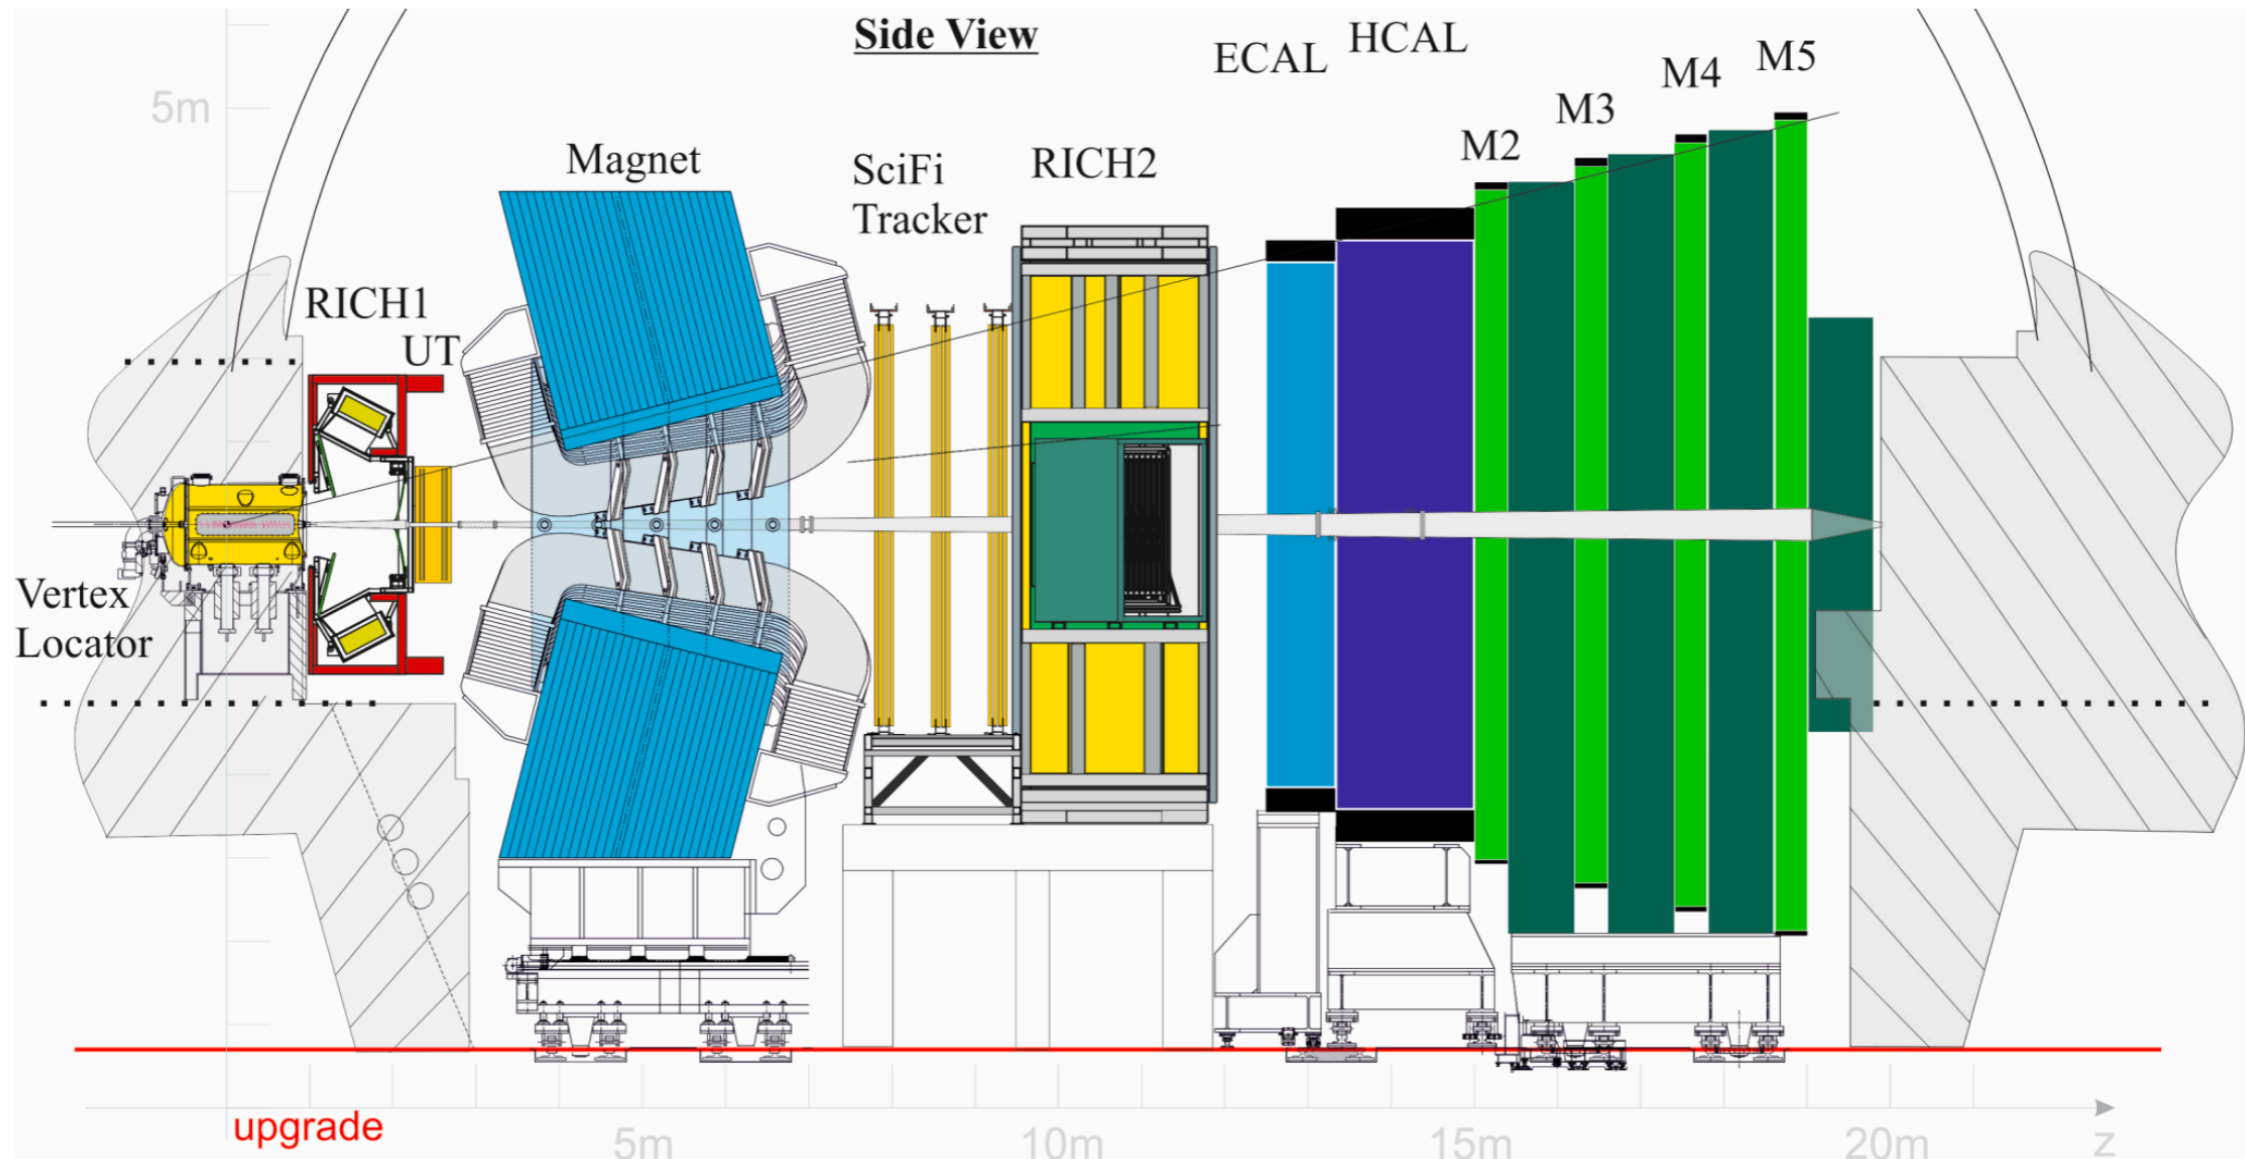 Side View
ECAL
HCAL
M5
M4
M3
M2
5m
Magnet
SciFi
Tracker
RICH2
RICH1
UT
Vertex
Locator
upgrade
5m
10m
15m
20m
z